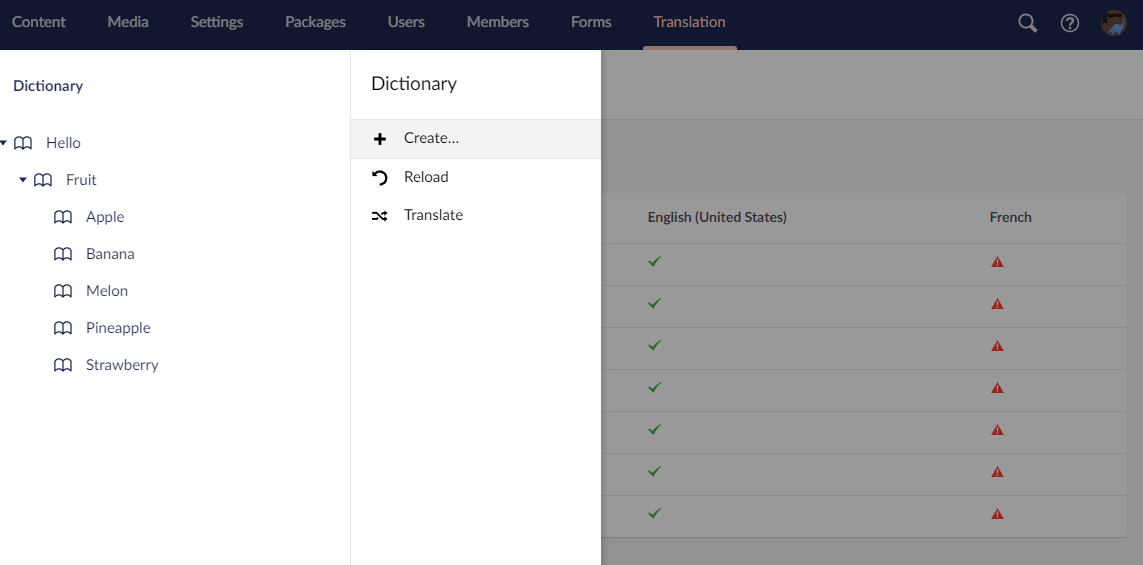 Content Media Settings Packages Users Members Forms Translation
Dictionary
Hello
Fruit
Apple
Banana
Melon
Pineapple
Strawberry
Dictionary
Create...
Reload
Translate
English (United States) French